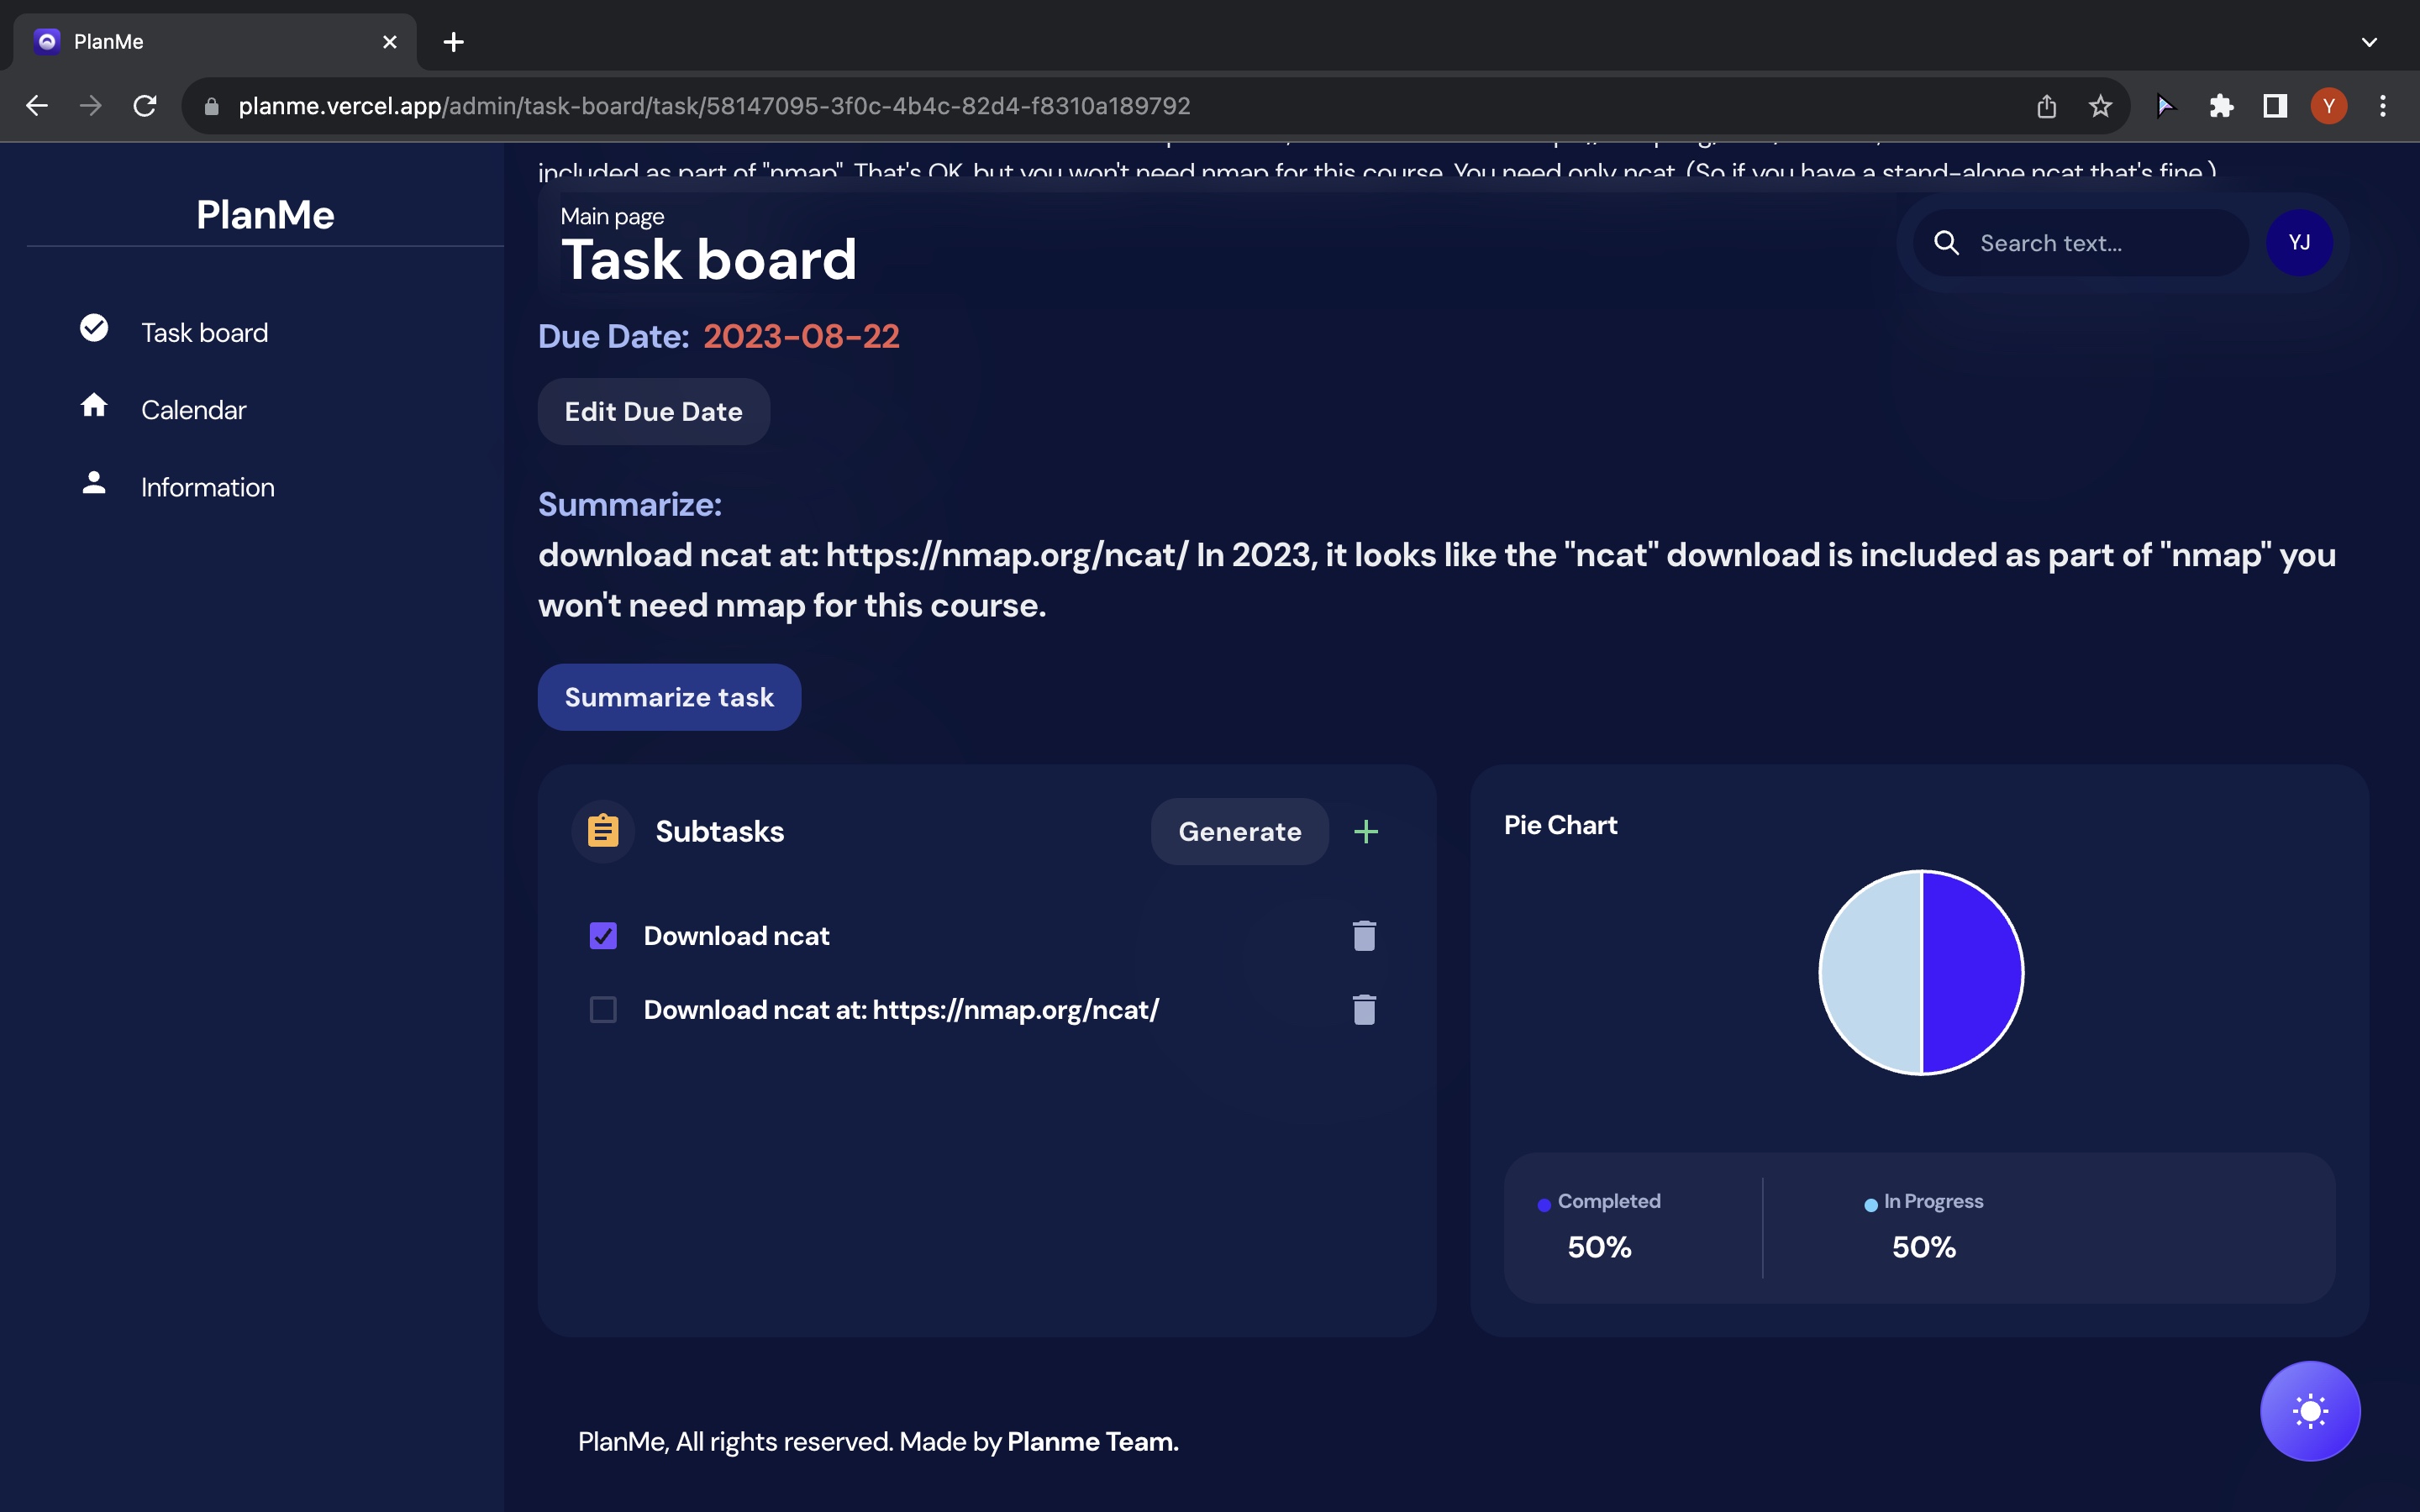 PlanMe
planme.vercel.app/admin/task-board/task/58147095-3f0c-4b4c-82d4-f8310a189792
Y
PlanMe
Task board
Calendar
Information
included as part of "nmap". That's OK, but you won't need nmap for this course. You need only ncat. (So if you have a stand-alone ncat that's fine.)
Main page
Task board
Search text...
YJ
Due Date: 2023-08-22
Edit Due Date
Summarize:
download ncat at: https://nmap.org/ncat/ In 2023, it looks like the "ncat" download is included as part of "nmap" you
won't need nmap for this course.
Summarize task
Subtasks
Generate
Download ncat
Download ncat at: https://nmap.org/ncat/
Pie Chart
Completed
50%
In Progress
50%
PlanMe, All rights reserved. Made by Planme Team.